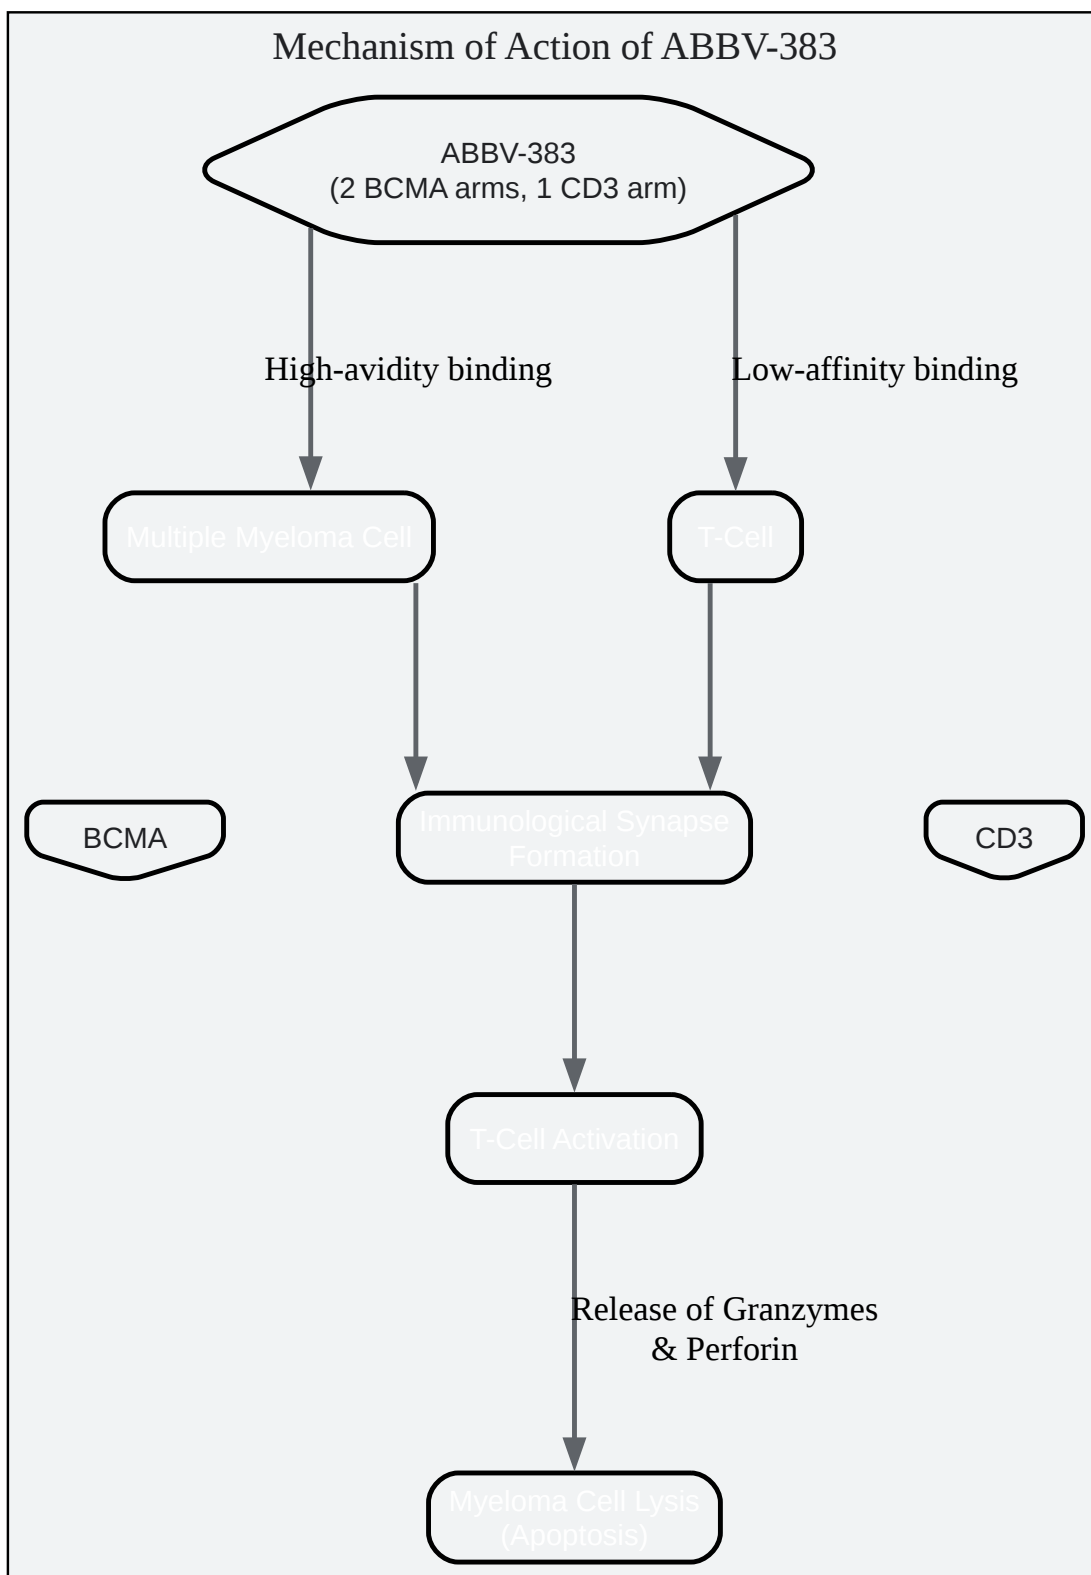 Mechanism of Action of ABBV-383
ABBV-383
(2 BCMA arms, 1 CD3 arm)
High-avidity binding
Low-affinity binding
Multiple Myeloma Cell
T-Cell
BCMA
Immunological Synapse
Formation
CD3
T-Cell Activation
Release of Granzymes
& Perforin
Myeloma Cell Lysis
(Apoptosis)